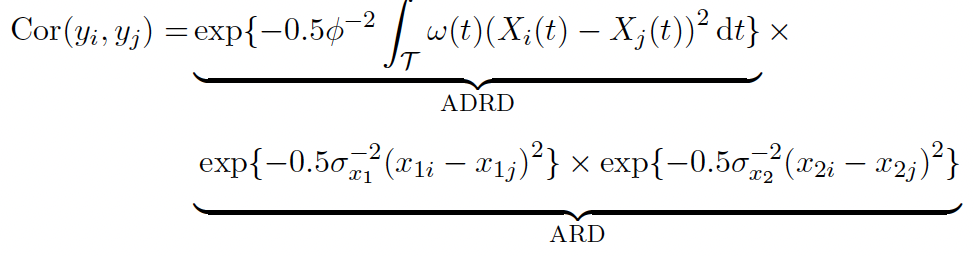 Cor(y_i, y_j) = exp{−0.5ϕ^{−2} ∫_𝒯 ω(t)(X_i(t) − X_j(t))^2 dt} ×
ADRD
exp{−0.5σ_{x_1}^{−2}(x_{1i} − x_{1j})^2} × exp{−0.5σ_{x_2}^{−2}(x_{2i} − x_{2j})^2}
ARD